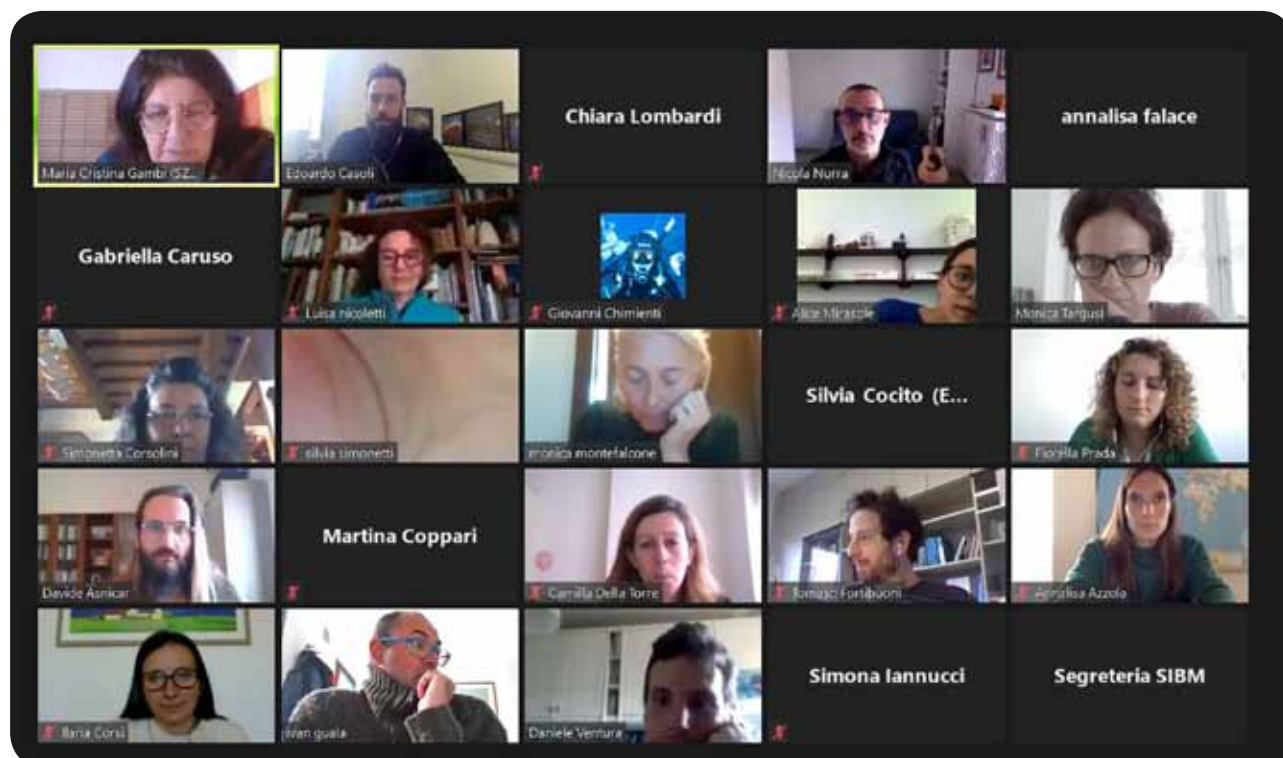 Maria Cristina Gambi (SZ...
Edoardo Casoli
Chiara Lombardi
Nicola Nurra
annalisa falace
Gabriella Caruso
Luisa nicoletti
Giovanni Chimienti
Alice Mirasole
Monica Targusi
Simonetta Corsolini
silvia simonetti
monica montefalcone
Silvia Cocito (E...
Fiorella Prada
Davide Asnicar
Martina Coppari
Camilla Della Torre
Tomaso Fortibuoni
Annalisa Azzola
Ilaria Corsi
ivan guala
Daniele Ventura
Simona Iannucci
Segreteria SIBM